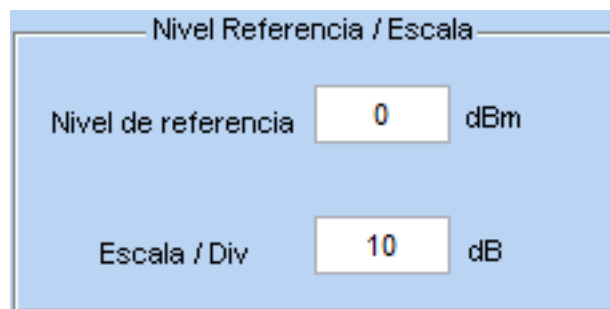 Nivel Referencia / Escala
Nivel de referencia 0 dBm
Escala / Div 10 dB